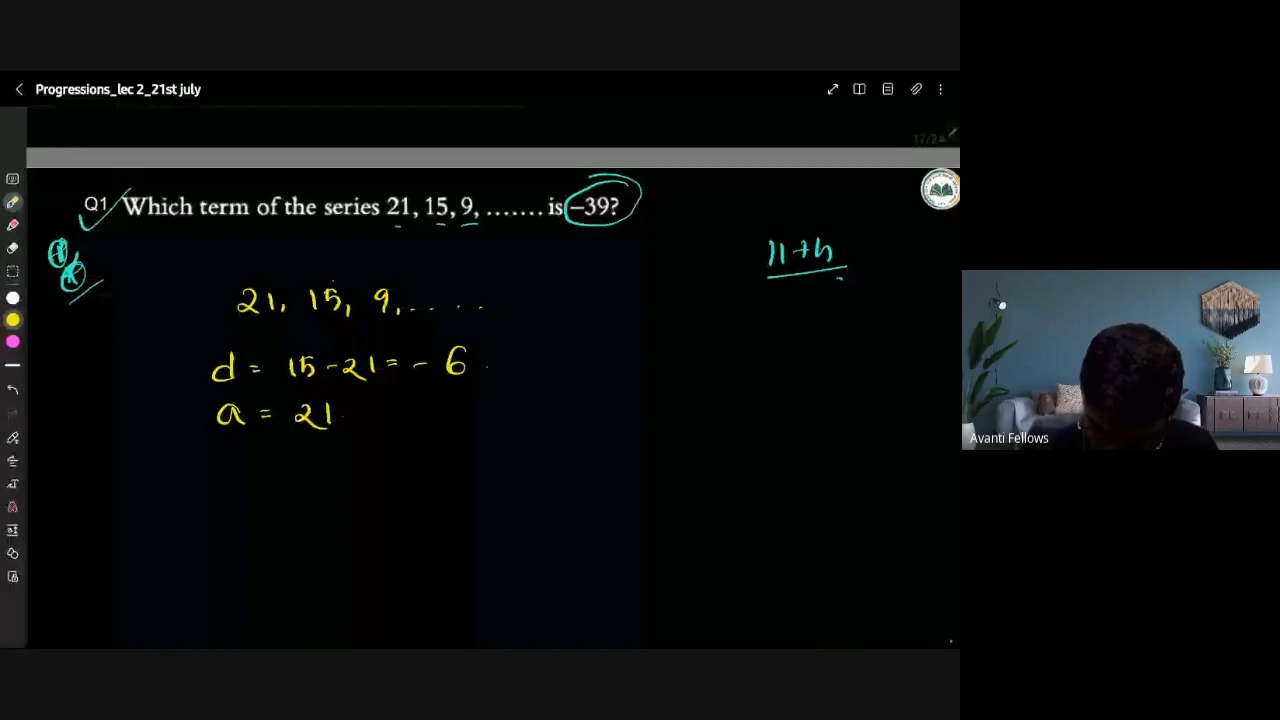 Progressions_lec 2_21st july
Q1 Which term of the series 21, 15, 9, ....... is –39?
11th
21, 15, 9, . . . .
d = 15 - 21 = - 6
a = 21
Avanti Fellows